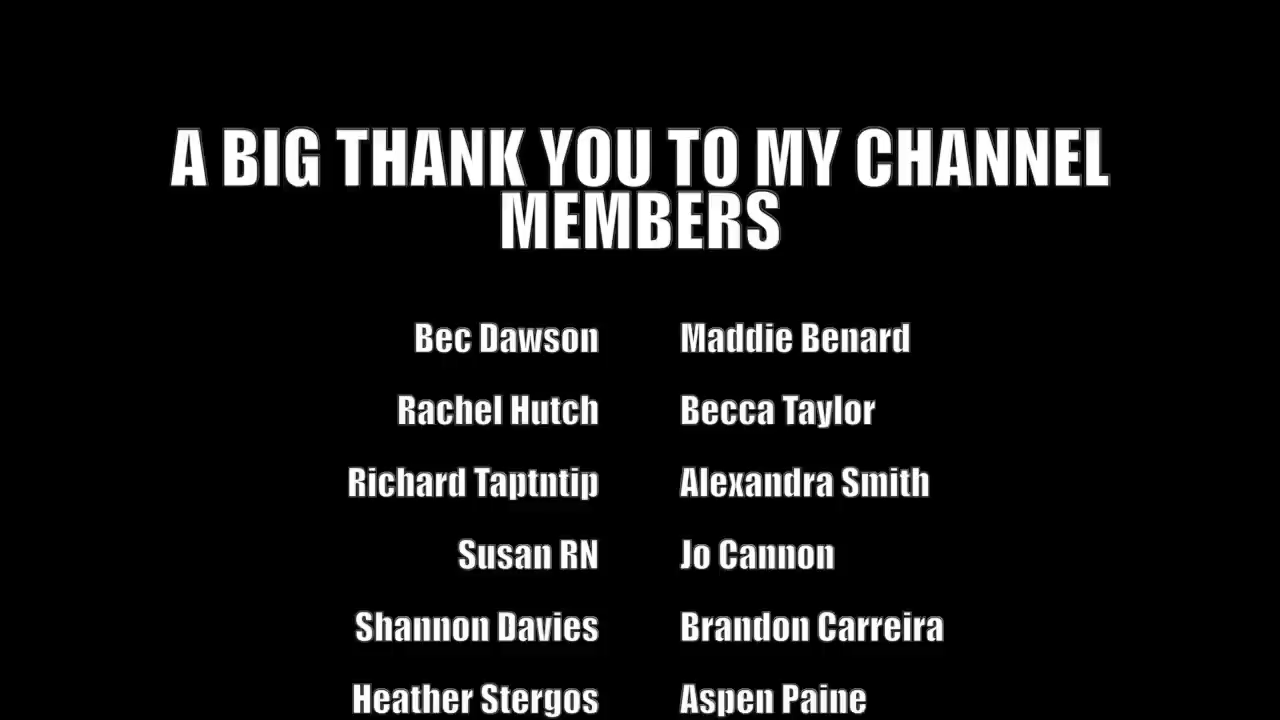 A BIG THANK YOU TO MY CHANNEL
MEMBERS
Bec Dawson Maddie Benard
Rachel Hutch Becca Taylor
Richard Taptntip Alexandra Smith
Susan RN Jo Cannon
Shannon Davies Brandon Carreira
Heather Stergos Aspen Paine